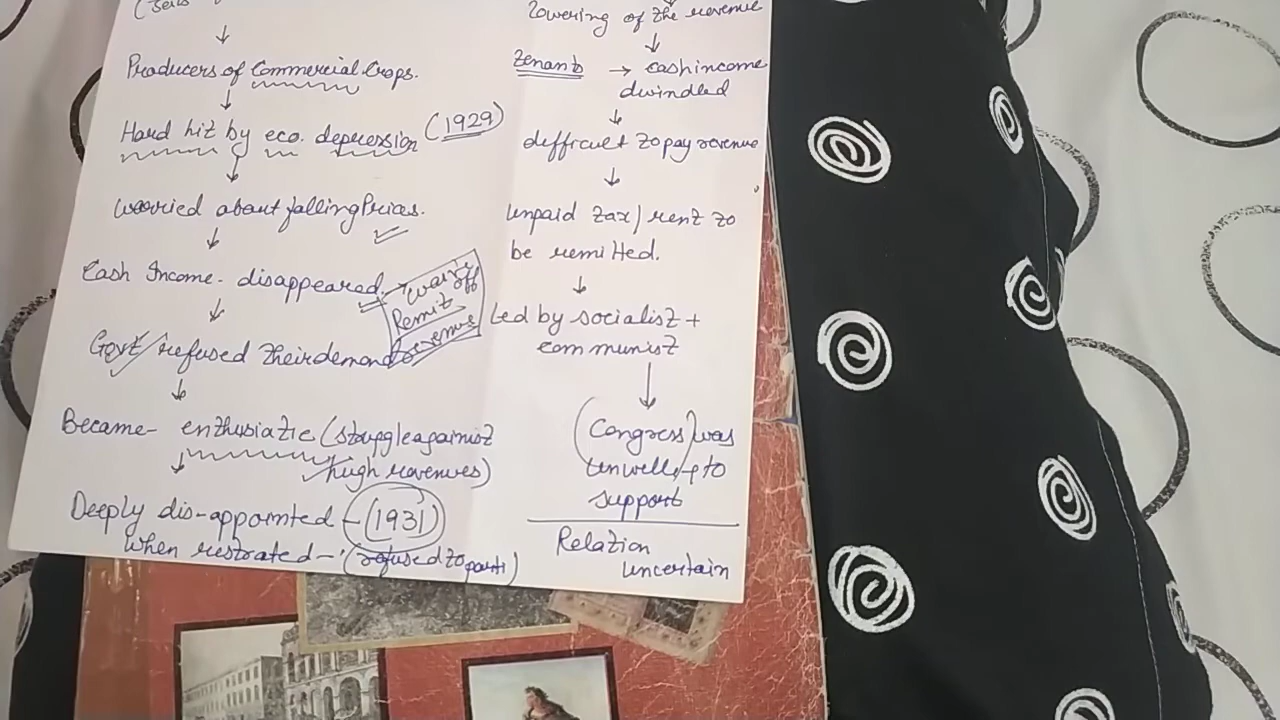 ↓
Producers of Commercial Crops.
↓
Hard hit by eco. depression (1929)
↓
worried about falling Prices.
↓
Cash Income - disappeared →
off
Remit
revenue
↓
Govt refused their demand
↓
Became - enthusiatic (struggle against
high revenues)
↓
Deeply dis-appointed - (1931)
When restrated - (refused to parti)
lowering of the revenue
↓
Tenants → cash income
dwindled
↓
difficult to pay revenue
↓
Unpaid tax/rent to
be remitted.
↓
Led by socialist +
communist
↓
(Congress) was
to
support
Relation
uncertain